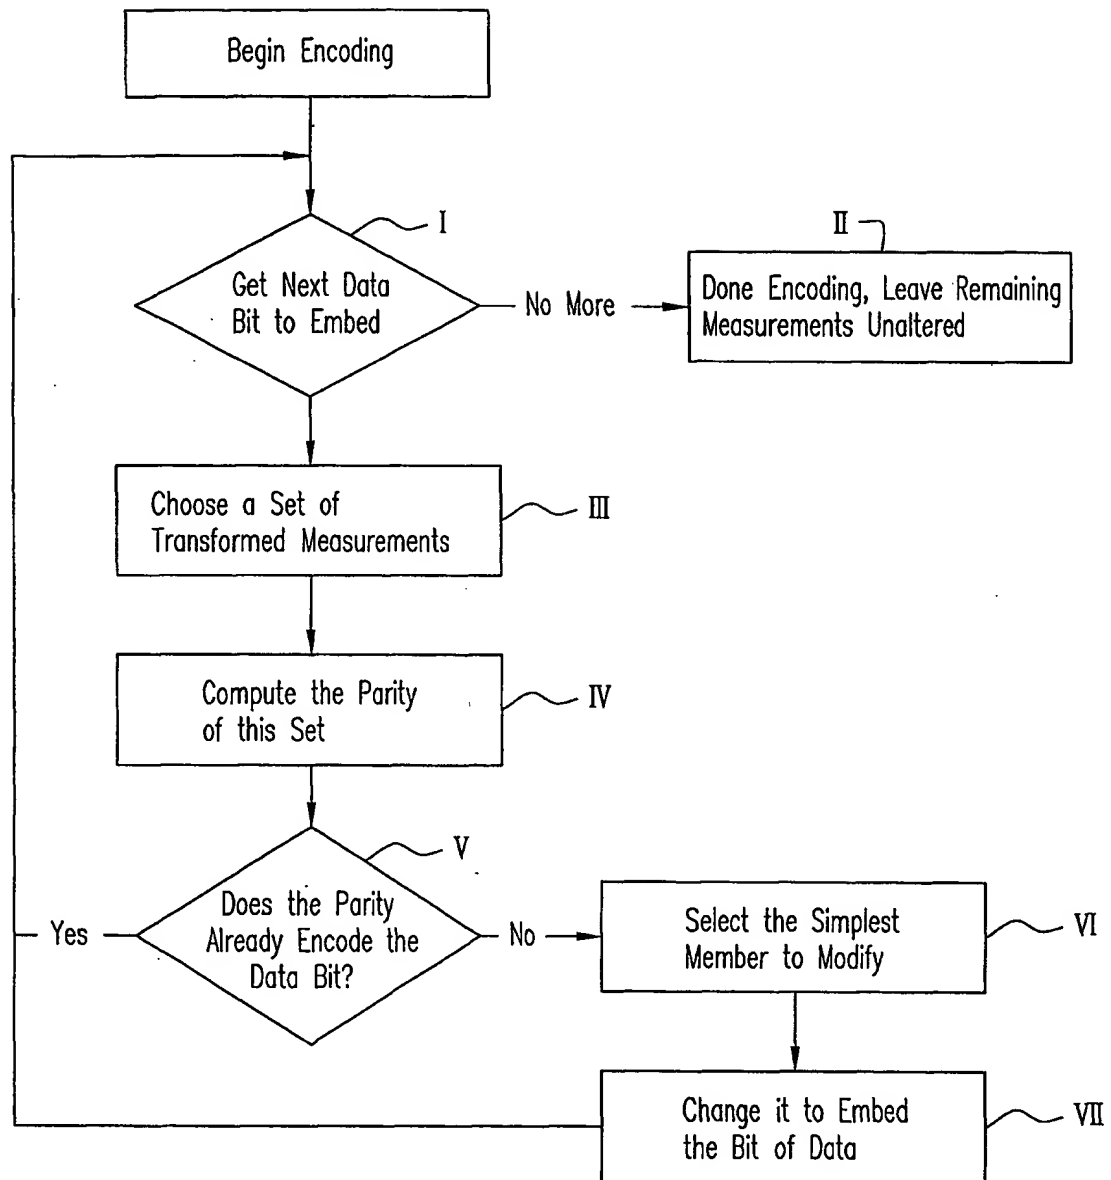 Begin Encoding
I
II
Get Next Data
Bit to Embed
No More
Done Encoding, Leave Remaining
Measurements Unaltered
Choose a Set of
Transformed Measurements
III
Compute the Parity
of this Set
IV
V
Does the Parity
Already Encode the
Data Bit?
Yes
No
Select the Simplest
Member to Modify
VI
Change it to Embed
the Bit of Data
VII